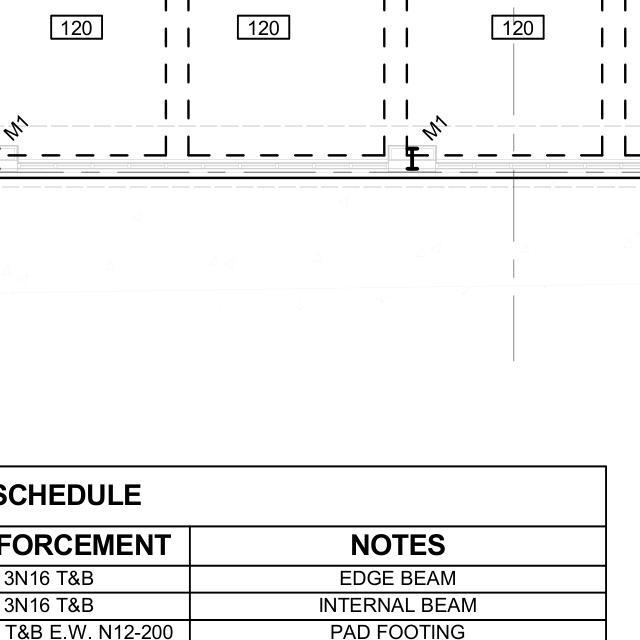 120 120 120
M1 M1
SCHEDULE
FORCEMENT NOTES
3N16 T&B EDGE BEAM
3N16 T&B INTERNAL BEAM
T&B E.W. N12-200 PAD FOOTING